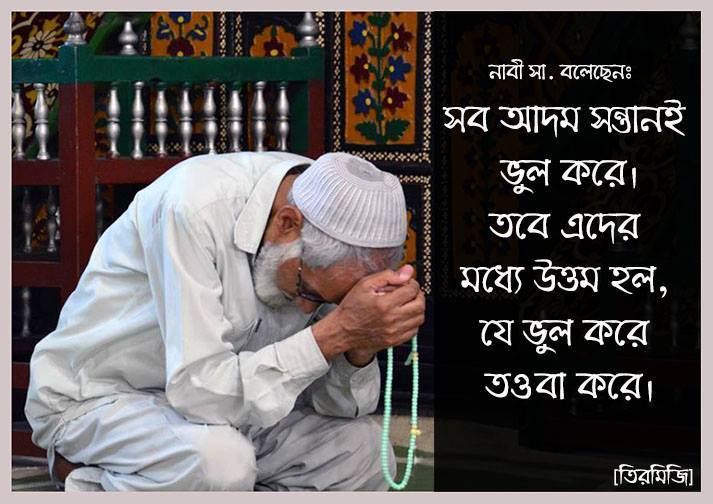 নাবী সা. বলেছেনঃ
সব আদম সন্তানই
ভুল করে।
তবে এদের
মধ্যে উত্তম হল,
যে ভুল করে
তওবা করে।
[তিরমিজি]